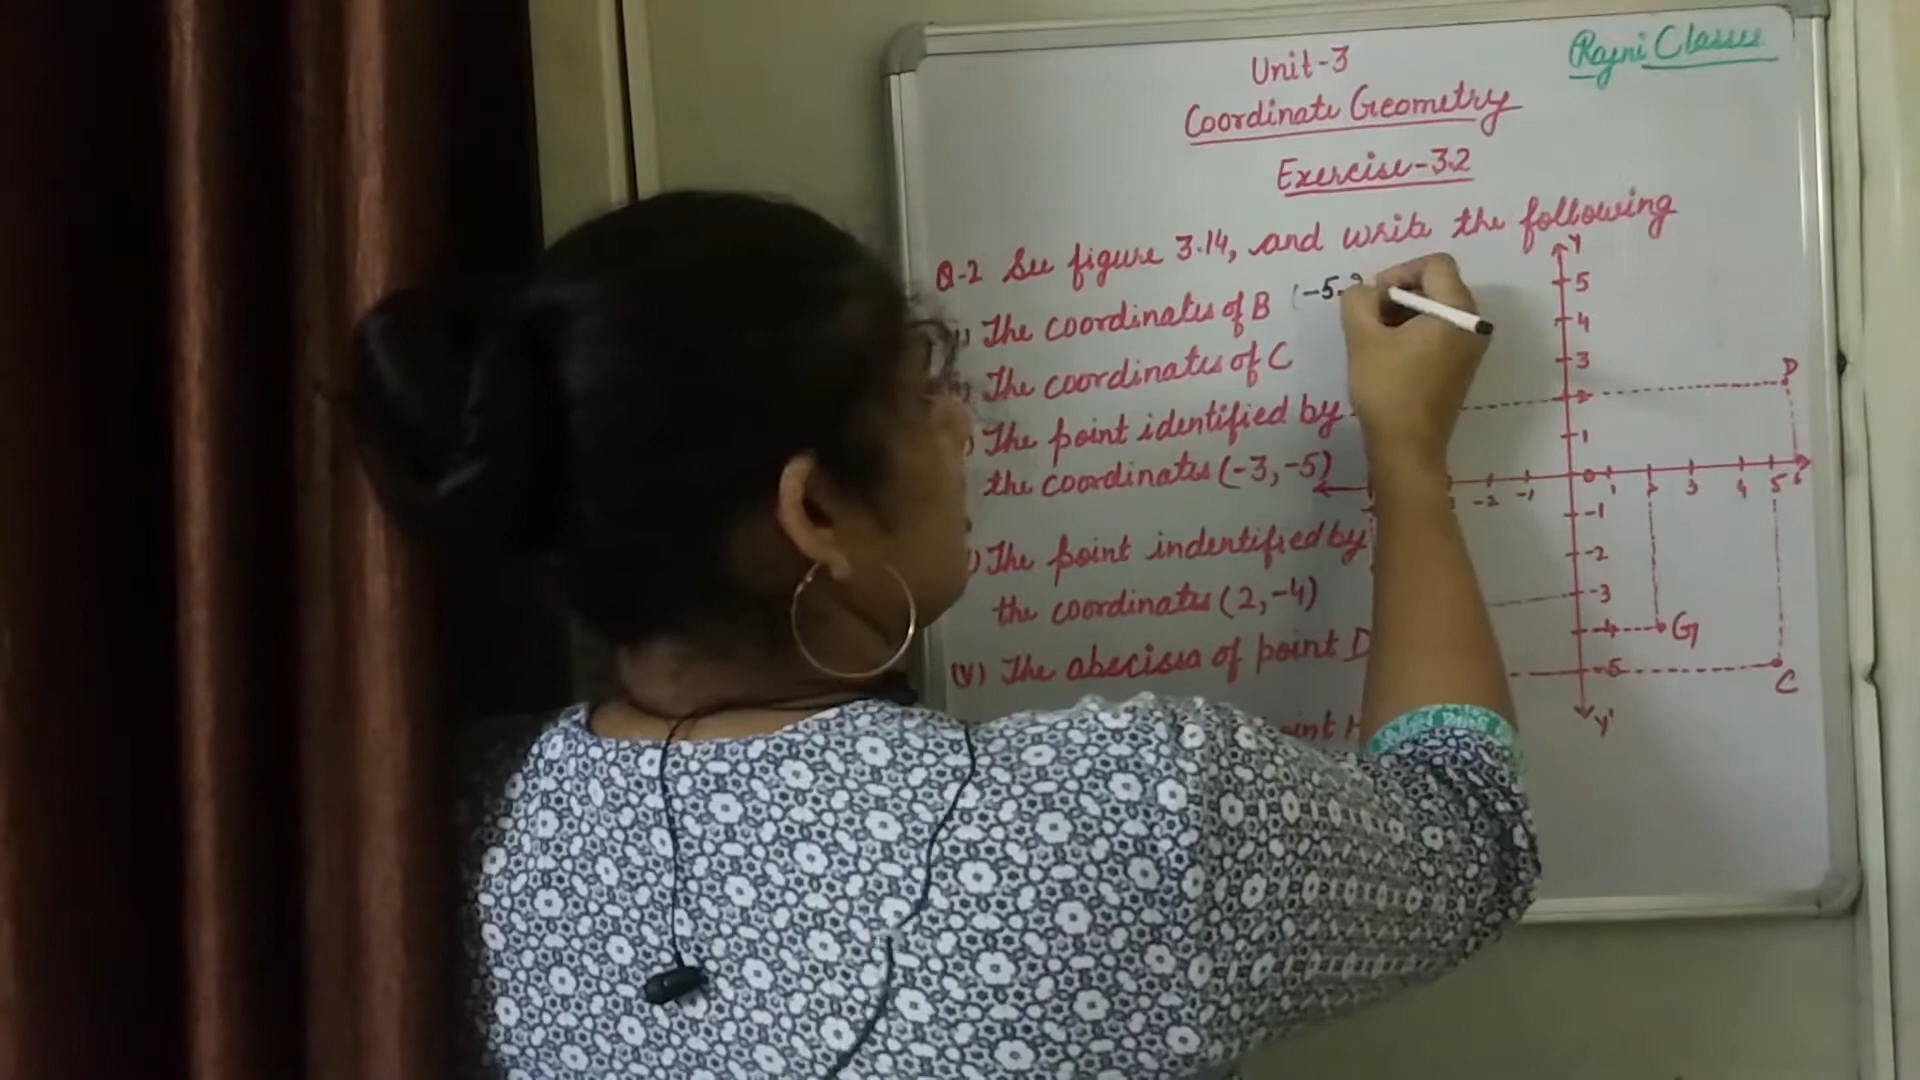 Rajni Classes
Unit-3
Coordinate Geometry
Exercise-3.2
Q-2 See figure 3.14, and write the following
The coordinates of B (-5,2
The coordinates of C
The point identified by
the coordinates (-3,-5)
The point indentified by
the coordinates (2,-4)
(v) The abscissa of point D
point H
Y
5
4
3
2
1
D
-2 -1 0 1 2 3 4 5 6
-1
-2
-3
-4 G
-5 C
Y'